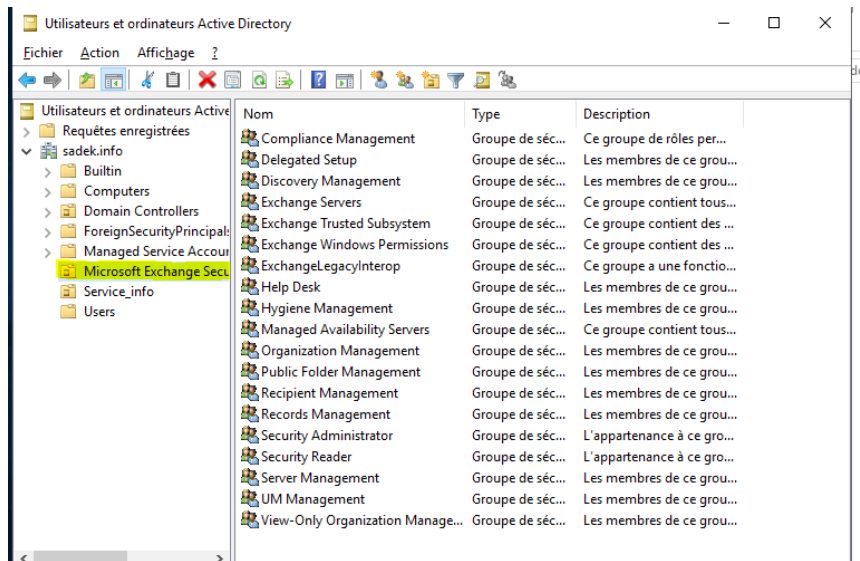 Utilisateurs et ordinateurs Active Directory
Fichier Action Affichage ?
Utilisateurs et ordinateurs Active
Requêtes enregistrées
sadek.info
Builtin
Computers
Domain Controllers
ForeignSecurityPrincipals
Managed Service Accour
Microsoft Exchange Secu
Service_info
Users
Nom Type Description
Compliance Management Groupe de séc... Ce groupe de rôles per...
Delegated Setup Groupe de séc... Les membres de ce grou...
Discovery Management Groupe de séc... Les membres de ce grou...
Exchange Servers Groupe de séc... Ce groupe contient tous...
Exchange Trusted Subsystem Groupe de séc... Ce groupe contient des ...
Exchange Windows Permissions Groupe de séc... Ce groupe contient des ...
ExchangeLegacyInterop Groupe de séc... Ce groupe a une fonctio...
Help Desk Groupe de séc... Les membres de ce grou...
Hygiene Management Groupe de séc... Les membres de ce grou...
Managed Availability Servers Groupe de séc... Ce groupe contient tous...
Organization Management Groupe de séc... Les membres de ce grou...
Public Folder Management Groupe de séc... Les membres de ce grou...
Recipient Management Groupe de séc... Les membres de ce grou...
Records Management Groupe de séc... Les membres de ce grou...
Security Administrator Groupe de séc... L'appartenance à ce gro...
Security Reader Groupe de séc... L'appartenance à ce gro...
Server Management Groupe de séc... Les membres de ce grou...
UM Management Groupe de séc... Les membres de ce grou...
View-Only Organization Manage... Groupe de séc... Les membres de ce grou...